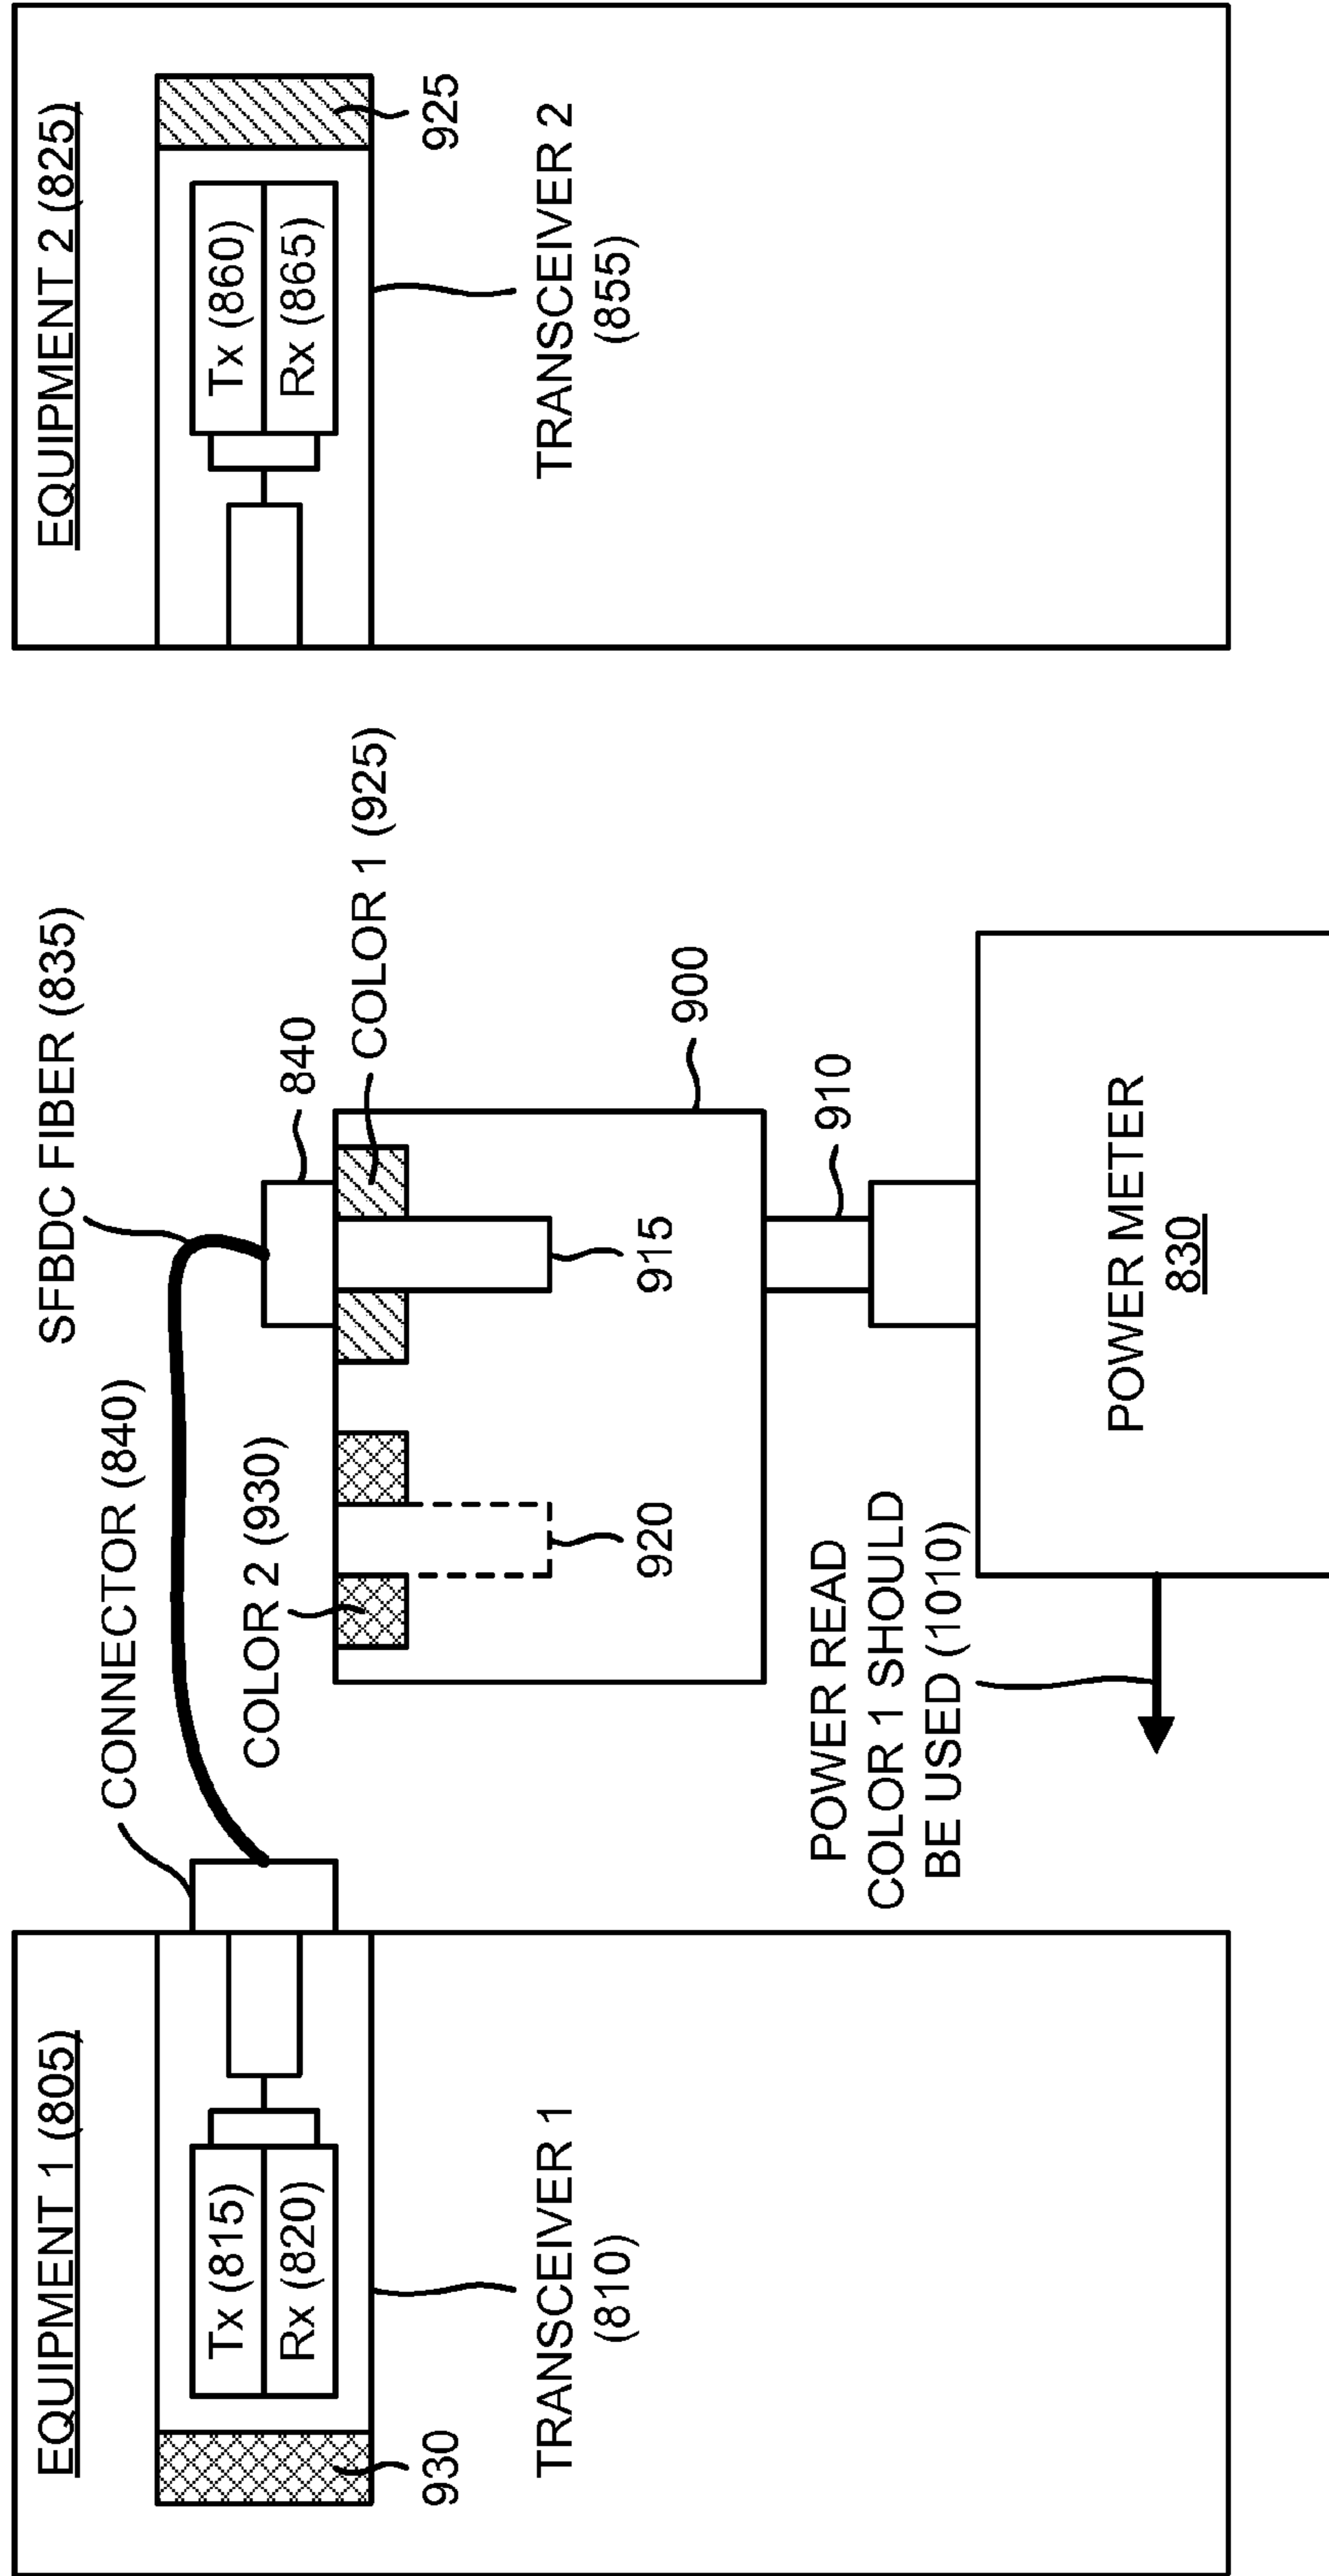 EQUIPMENT 1 (805)
Tx (815)
Rx (820)
930
TRANSCEIVER 1
(810)
CONNECTOR (840)
SFBDC FIBER (835)
840
COLOR 2 (930)
COLOR 1 (925)
920
915
900
910
POWER READ
COLOR 1 SHOULD
BE USED (1010)
POWER METER
830
EQUIPMENT 2 (825)
Tx (860)
Rx (865)
925
TRANSCEIVER 2
(855)